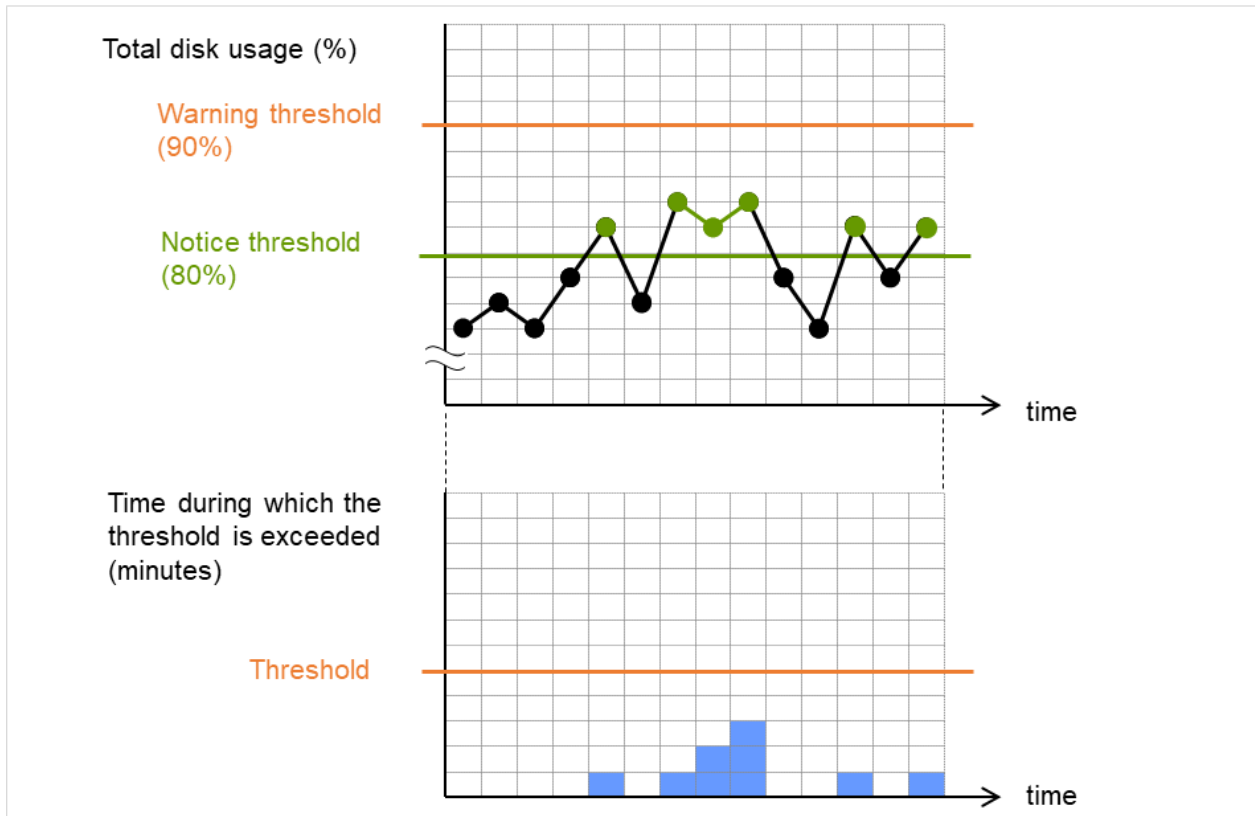 Total disk usage (%)
Warning threshold
(90%)
Notice threshold
(80%)
time
Time during which the
threshold is exceeded
(minutes)
Threshold
time